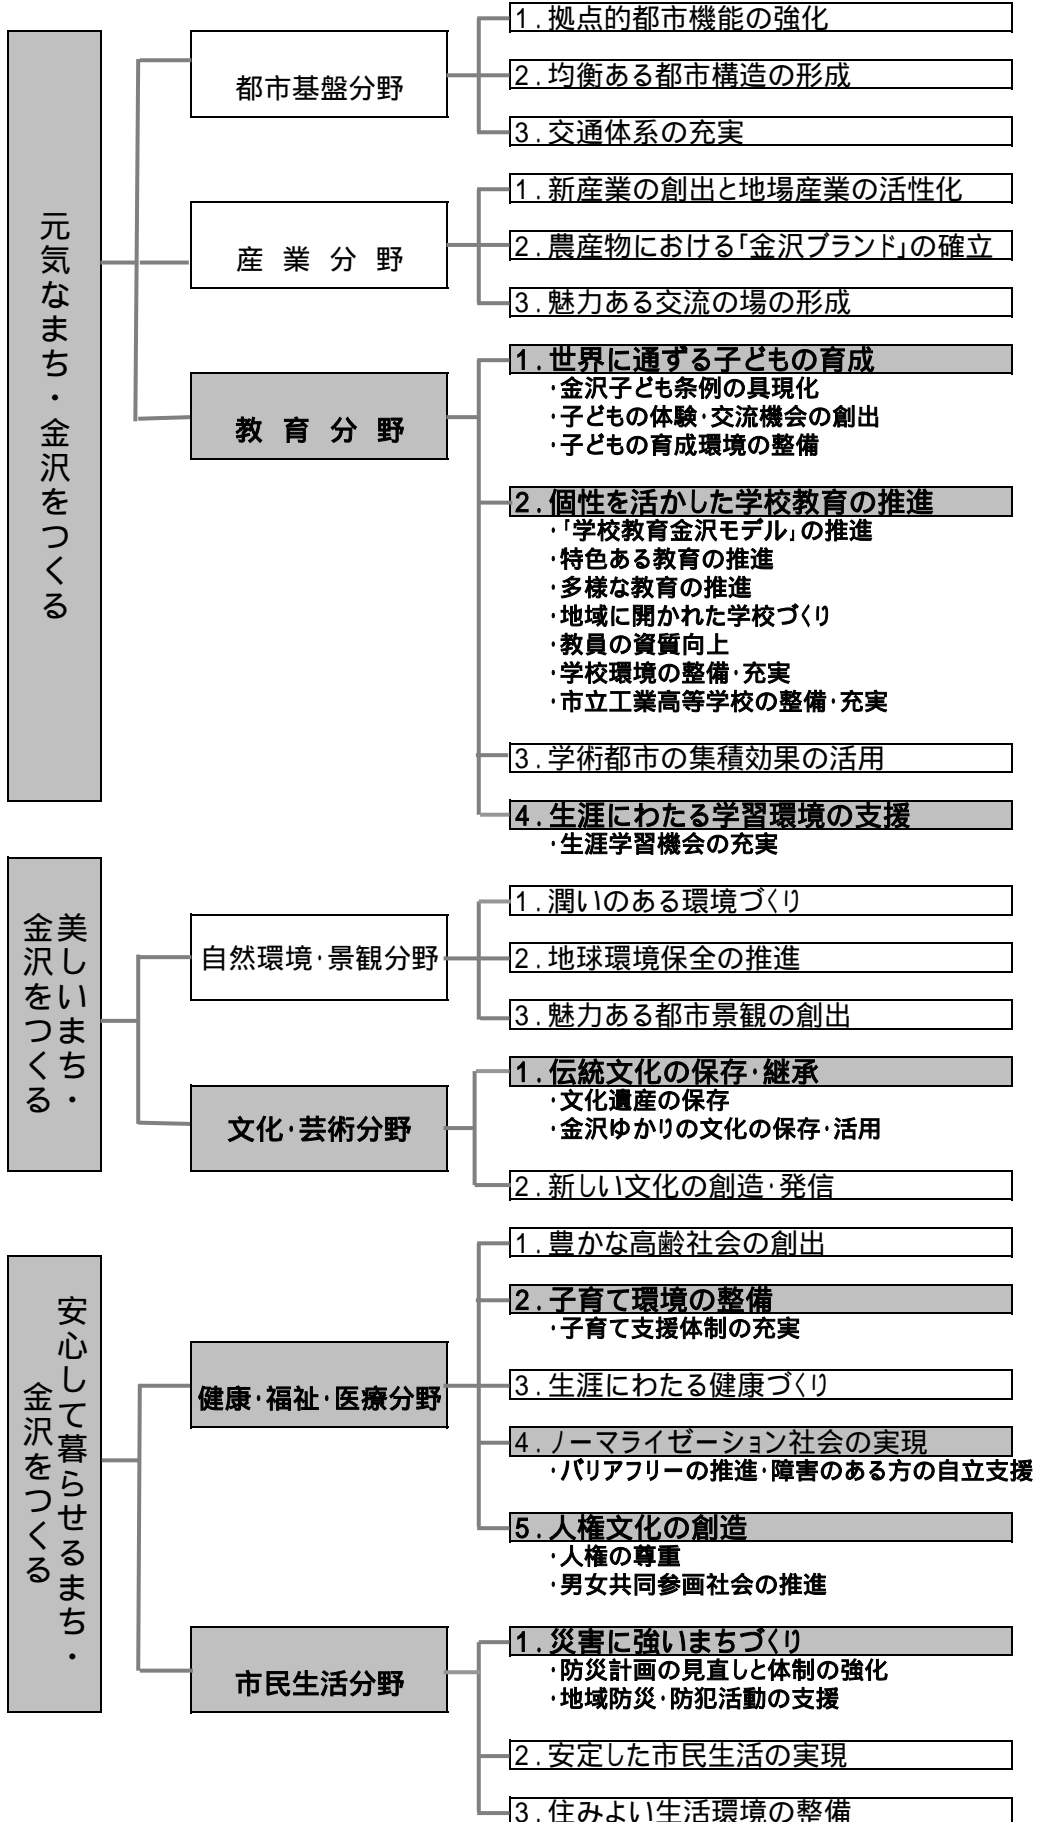 元気なまち・金沢をつくる
都市基盤分野
1.拠点的都市機能の強化
2.均衡ある都市構造の形成
3.交通体系の充実
産業分野
1.新産業の創出と地場産業の活性化
2.農産物における｢金沢ブランド｣の確立
3.魅力ある交流の場の形成
教育分野
1.世界に通ずる子どもの育成
・金沢子ども条例の具現化
・子どもの体験・交流機会の創出
・子どもの育成環境の整備
2.個性を活かした学校教育の推進
・｢学校教育金沢モデル｣の推進
・特色ある教育の推進
・多様な教育の推進
・地域に開かれた学校づくり
・教員の資質向上
・学校環境の整備・充実
・市立工業高等学校の整備・充実
3.学術都市の集積効果の活用
4.生涯にわたる学習環境の支援
・生涯学習機会の充実
美しいまち・
金沢をつくる
自然環境・景観分野
1.潤いのある環境づくり
2.地球環境保全の推進
3.魅力ある都市景観の創出
文化・芸術分野
1.伝統文化の保存・継承
・文化遺産の保存
・金沢ゆかりの文化の保存・活用
2.新しい文化の創造・発信
安心して暮らせるまち・
金沢をつくる
健康・福祉・医療分野
1.豊かな高齢社会の創出
2.子育て環境の整備
・子育て支援体制の充実
3.生涯にわたる健康づくり
4.ノーマライゼーション社会の実現
・バリアフリーの推進・障害のある方の自立支援
5.人権文化の創造
・人権の尊重
・男女共同参画社会の推進
市民生活分野
1.災害に強いまちづくり
・防災計画の見直しと体制の強化
・地域防災・防犯活動の支援
2.安定した市民生活の実現
3.住みよい生活環境の整備